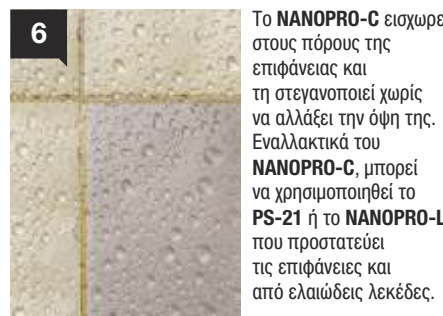 6
Το NANOPRO-C εισχωρε
στους πόρους της
επιφάνειας και
τη στεγανοποιεί χωρίς
να αλλάξει την όψη της.
Εναλλακτικά του
NANOPRO-C, μπορεί
να χρησιμοποιηθεί το
PS-21 ή το NANOPRO-L
που προστατεύει
τις επιφάνειες και
από ελαιώδεις λεκέδες.